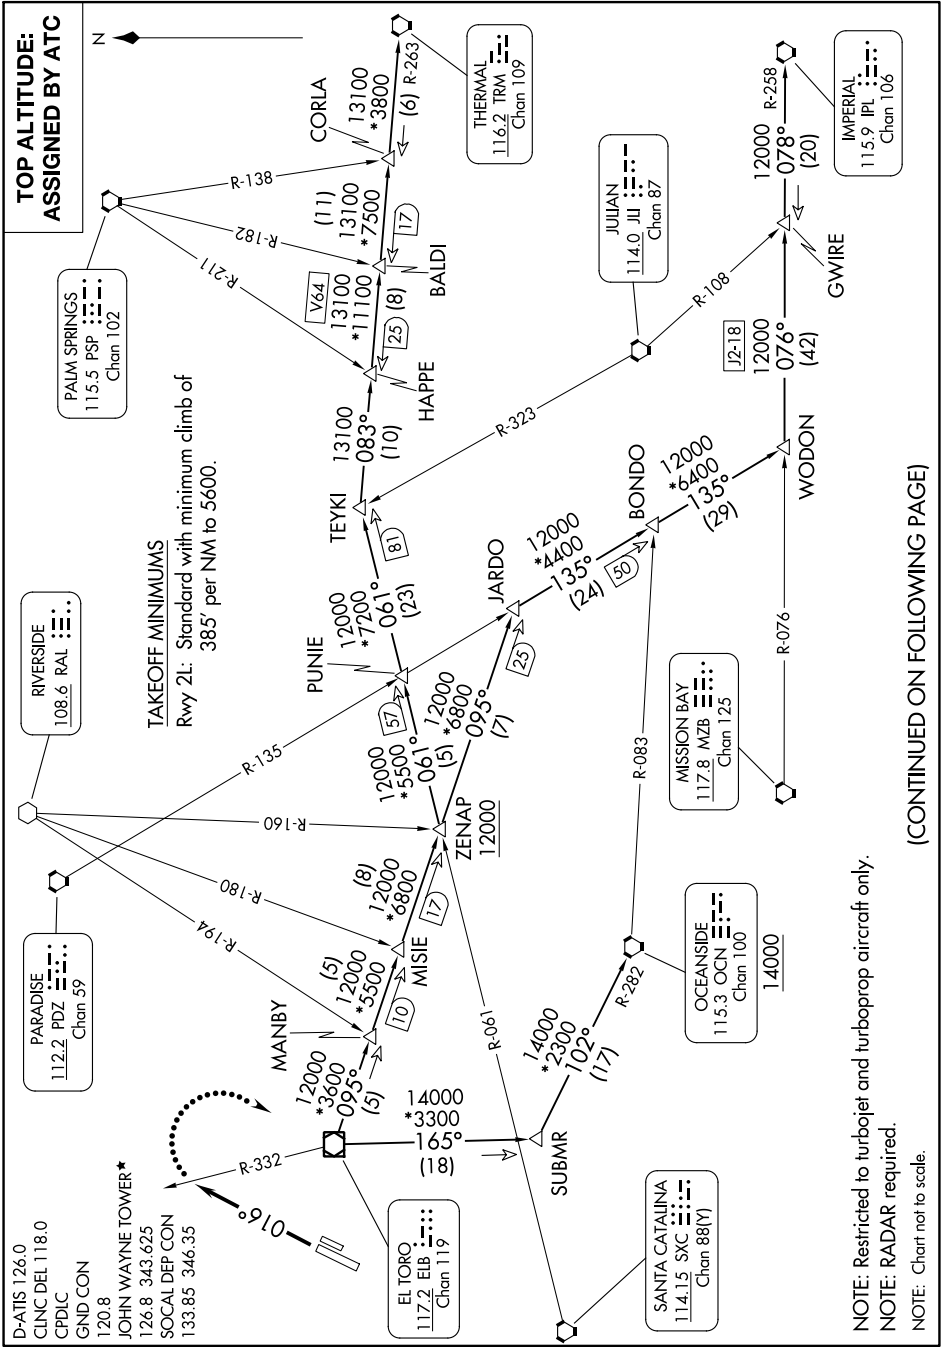 TOP ALTITUDE:
ASSIGNED BY ATC
D-ATIS 126.0
CLNC DEL 118.0
CPDLC
GND CON
120.8
JOHN WAYNE TOWER★
126.8 343.625
SOCAL DEP CON
133.85 346.35
N
TAKEOFF MINIMUMS
Rwy 2L: Standard with minimum climb of
385' per NM to 5600.
PARADISE
112.2 PDZ
Chan 59
RIVERSIDE
108.6 RAL
PALM SPRINGS
115.5 PSP
Chan 102
THERMAL
116.2 TRM
Chan 109
JULIAN
114.0 JLI
Chan 87
IMPERIAL
115.9 IPL
Chan 106
EL TORO
117.2 ELB
Chan 119
SANTA CATALINA
114.15 SXC
Chan 88(Y)
OCEANSIDE
115.3 OCN
Chan 100
14000
MISSION BAY
117.8 MZB
Chan 125
016°
R-332
12000
*3600
095°
(5)
MANBY
R-194
(5)
12000
*5500
10
MISIE
R-180
(8)
12000
*6800
17
ZENAP
12000
R-160
R-061
12000
*5500
061°
(5)
57
PUNIE
R-135
12000
*7200
061°
(23)
81
TEYKI
R-323
13100
083°
(10)
HAPPE
R-211
V64
13100
*11100
(8)
25
BALDI
R-182
(11)
13100
*7500
17
CORLA
R-138
13100
*3800
(6)
R-263
12000
*6800
095°
(7)
25
JARDO
12000
*4400
135°
(24)
50
BONDO
R-083
12000
*6400
135°
(29)
WODON
R-076
J2-18
12000
076°
(42)
GWIRE
R-108
12000
078°
(20)
R-258
14000
*3300
165°
(18)
SUBMR
14000
*2300
102°
(17)
R-282
NOTE: Restricted to turbojet and turboprop aircraft only.
NOTE: RADAR required.
NOTE: Chart not to scale.
(CONTINUED ON FOLLOWING PAGE)